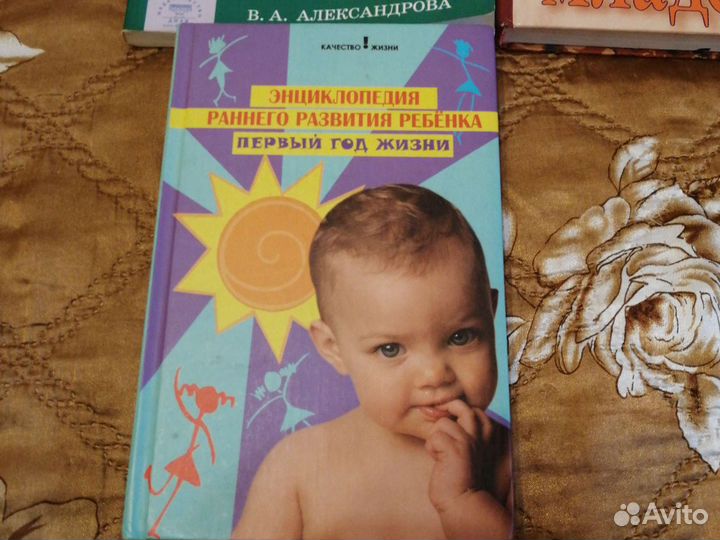 В. А. АЛЕКСАНДРОВА
КАЧЕСТВО ! ЖИЗНИ
ЭНЦИКЛОПЕДИЯ
РАННЕГО РАЗВИТИЯ РЕБЁНКА
ПЕРВЫЙ ГОД ЖИЗНИ
Avito